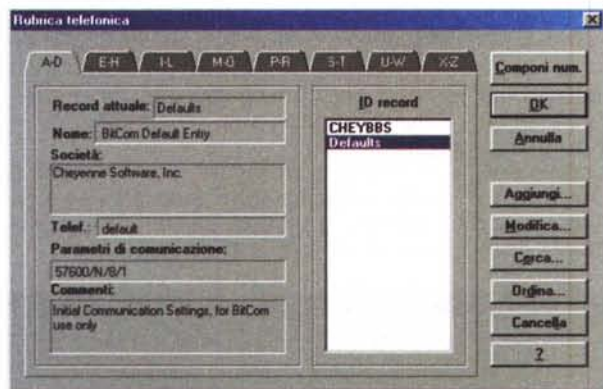 Rubrica telefonica
A-D E-H I-L M-O P-R S-T U-W X-Z
Record attuale: Defaults
Nome: BitCom Default Entry
Società:
Cheyenne Software, Inc.
Telef.: default
Parametri di comunicazione:
57600/N/8/1
Commenti:
Initial Communication Settings, for BitCom
use only
ID record
CHEYBBS
Defaults
Componi num.
OK
Annulla
Aggiungi...
Modifica...
Cerca...
Ordina...
Cancella
?